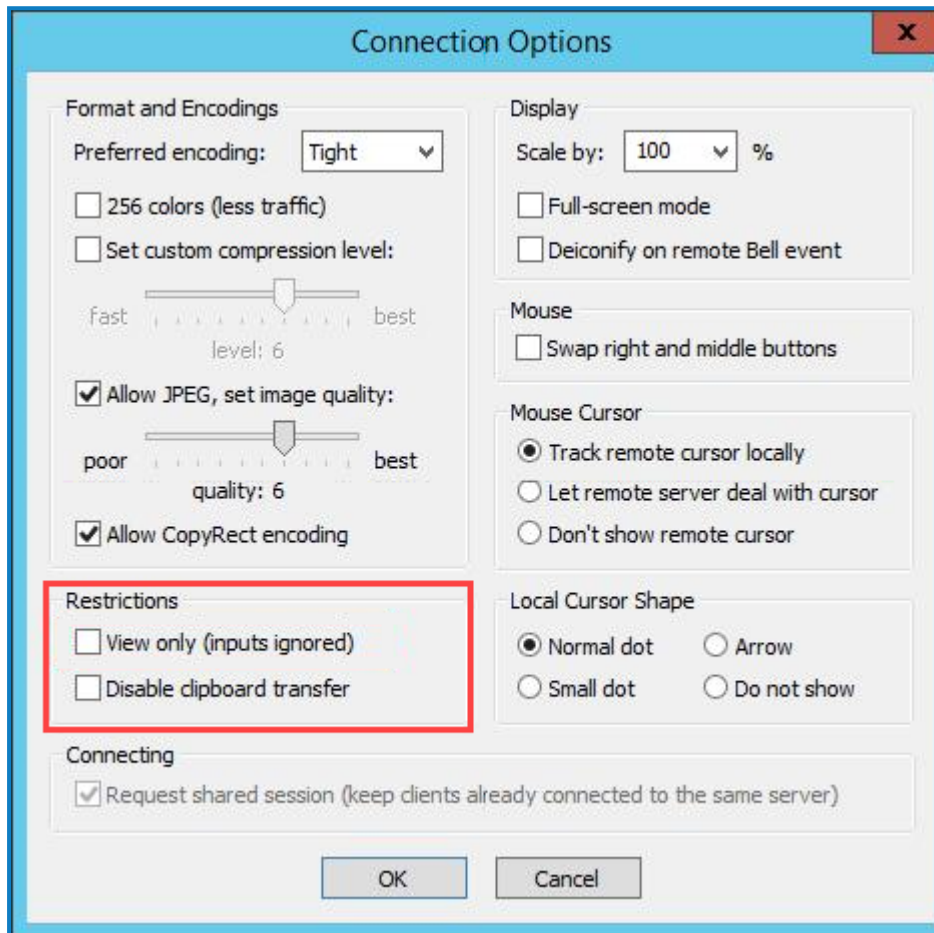 Connection Options
x
Format and Encodings
Preferred encoding: Tight
256 colors (less traffic)
Set custom compression level:
fast best
level: 6
Allow JPEG, set image quality:
poor best
quality: 6
Allow CopyRect encoding
Restrictions
View only (inputs ignored)
Disable clipboard transfer
Display
Scale by: 100 %
Full-screen mode
Deiconify on remote Bell event
Mouse
Swap right and middle buttons
Mouse Cursor
Track remote cursor locally
Let remote server deal with cursor
Don't show remote cursor
Local Cursor Shape
Normal dot Arrow
Small dot Do not show
Connecting
Request shared session (keep clients already connected to the same server)
OK Cancel